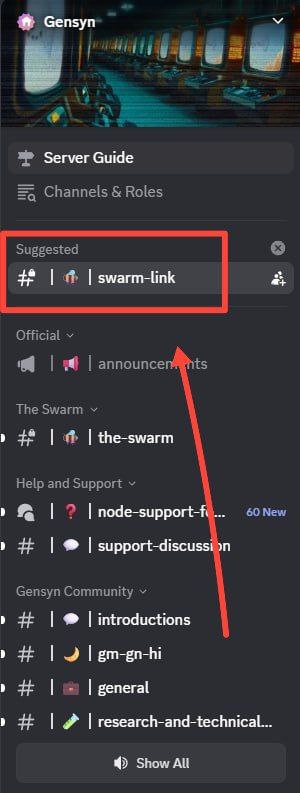 Gensyn
Server Guide
Channels & Roles
Suggested
| 🐝 | swarm-link
Official
| 📢 | announcements
The Swarm
| 🐝 | the-swarm
Help and Support
| ❓ | node-support-fo... 60 New
| 💬 | support-discussion
Gensyn Community
| 💬 | introductions
| 🌙 | gm-gn-hi
| 💼 | general
| 🧪 | research-and-technical...
Show All